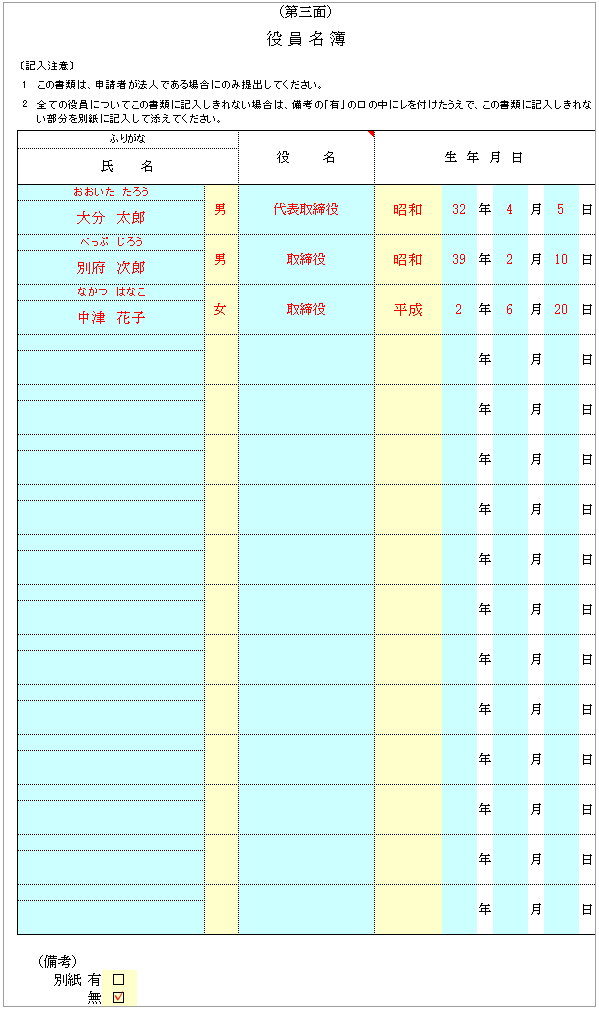 (第三面)
役員名簿
〔記入注意〕
1 この書類は、申請者が法人である場合にのみ提出してください。
2 全ての役員についてこの書類に記入しきれない場合は、備考の「有」の口の中にレを付けたうえで、この書類に記入しきれな
い部分を別紙に記入して添えてください。
ふりがな
氏 名 役 名 生 年 月 日
おおいた たろう
大分 太郎 男 代表取締役 昭和 32 年 4 月 5 日
べっぷ じろう
別府 次郎 男 取締役 昭和 39 年 2 月 10 日
なかつ はなこ
中津 花子 女 取締役 平成 2 年 6 月 20 日
年 月 日
年 月 日
年 月 日
年 月 日
年 月 日
年 月 日
年 月 日
年 月 日
年 月 日
年 月 日
年 月 日
年 月 日
(備考)
別紙 有 □
無 ☑